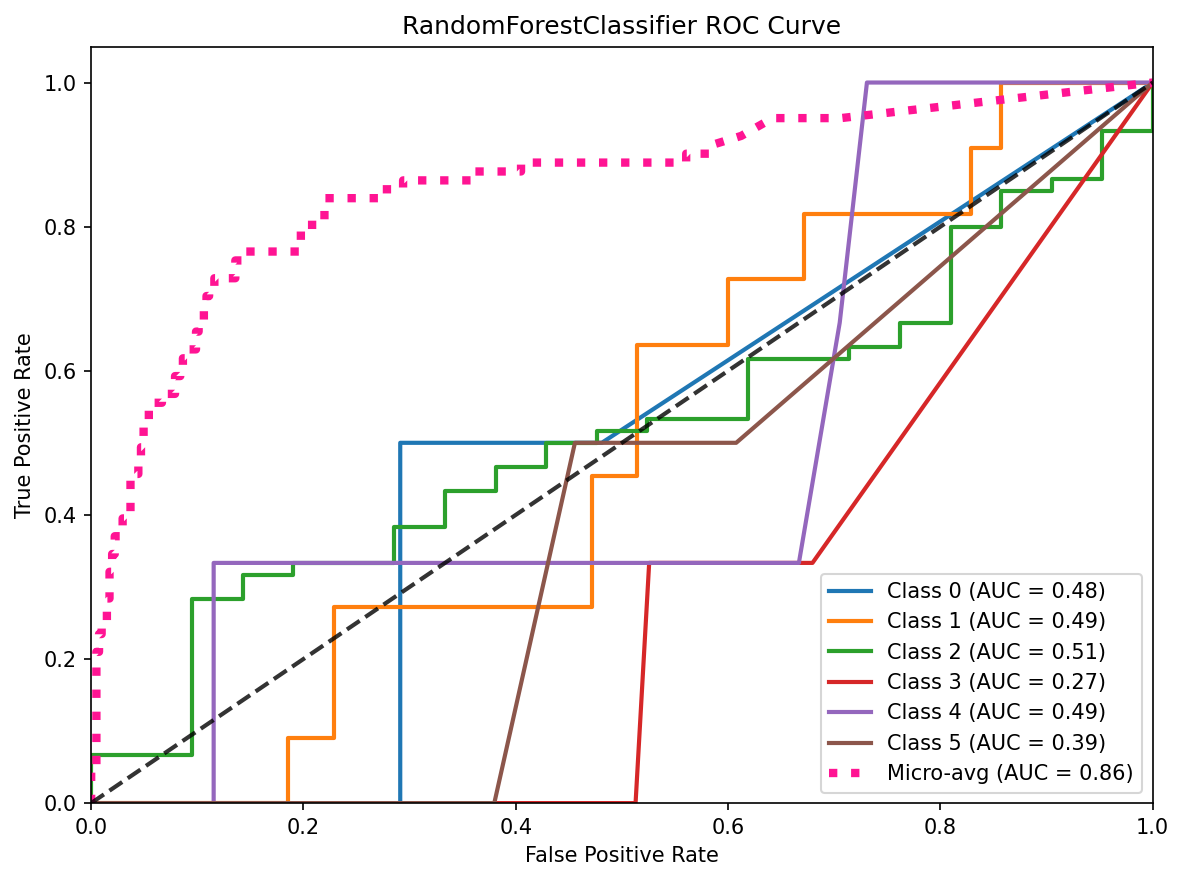 RandomForestClassifier ROC Curve
True Positive Rate
1.0
0.8
0.6
0.4
0.2
0.0
0.0 0.2 0.4 0.6 0.8 1.0
False Positive Rate
Class 0 (AUC = 0.48)
Class 1 (AUC = 0.49)
Class 2 (AUC = 0.51)
Class 3 (AUC = 0.27)
Class 4 (AUC = 0.49)
Class 5 (AUC = 0.39)
Micro-avg (AUC = 0.86)